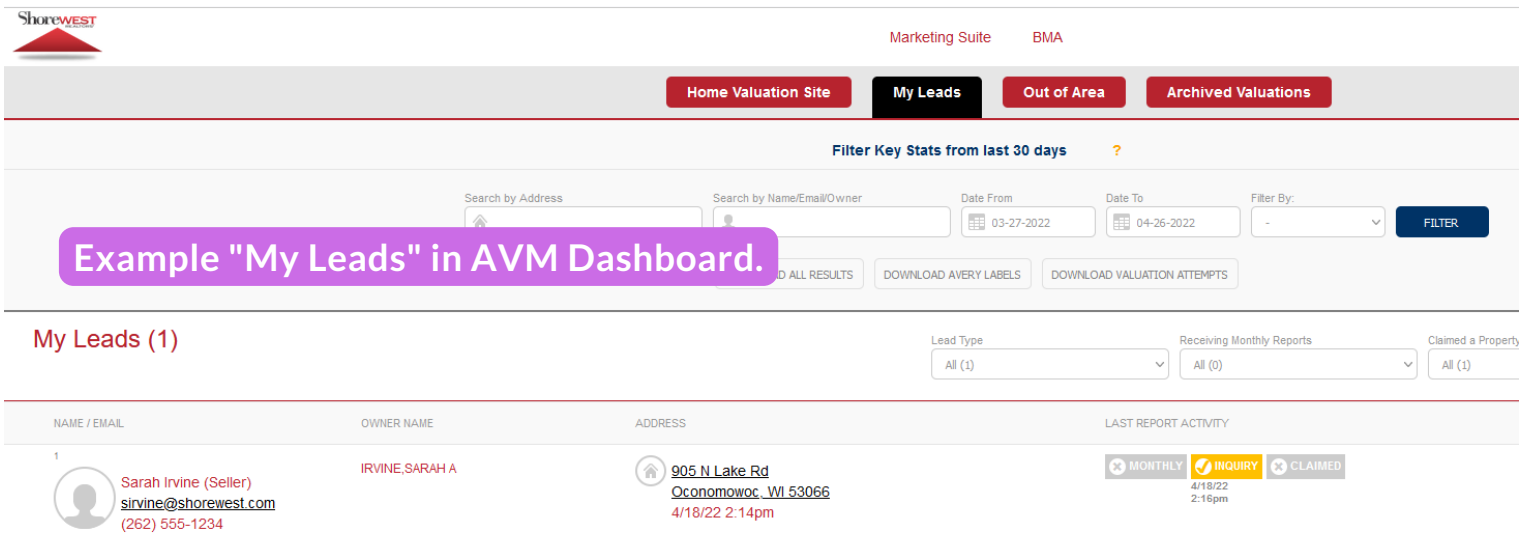 Shorewest
Marketing Suite BMA
Home Valuation Site My Leads Out of Area Archived Valuations
Filter Key Stats from last 30 days ?
Search by Address Search by Name/Email/Owner Date From Date To Filter By:
03-27-2022 04-26-2022 - FILTER
Example "My Leads" in AVM Dashboard.
ALL RESULTS DOWNLOAD AVERY LABELS DOWNLOAD VALUATION ATTEMPTS
My Leads (1)
Lead Type Receiving Monthly Reports Claimed a Property
All (1) All (0) All (1)
NAME / EMAIL OWNER NAME ADDRESS LAST REPORT ACTIVITY
1
Sarah Irvine (Seller) IRVINE,SARAH A 905 N Lake Rd MONTHLY INQUIRY CLAIMED
sirvine@shorewest.com Oconomowoc, WI 53066 4/18/22
(262) 555-1234 4/18/22 2:14pm 2:16pm